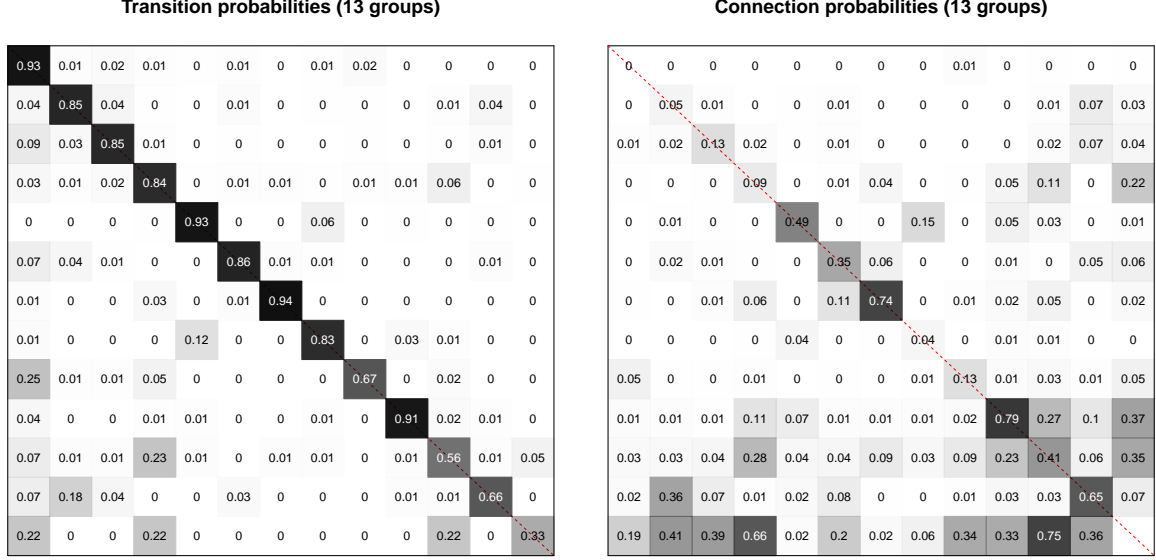 Transition probabilities (13 groups)
0.93 0.01 0.02 0.01 0 0.01 0 0.01 0.02 0 0 0 0
0.04 0.85 0.04 0 0 0.01 0 0 0 0 0.01 0.04 0
0.09 0.03 0.85 0.01 0 0 0 0 0 0 0 0.01 0
0.03 0.01 0.02 0.84 0 0.01 0.01 0 0.01 0.01 0.06 0 0
0 0 0 0 0.93 0 0 0.06 0 0 0 0 0
0.07 0.04 0.01 0 0 0.86 0.01 0.01 0 0 0 0.01 0
0.01 0 0 0.03 0 0.01 0.94 0 0 0 0 0 0
0.01 0 0 0 0.12 0 0 0.83 0 0.03 0.01 0 0
0.25 0.01 0.01 0.05 0 0 0 0 0.67 0 0.02 0 0
0.04 0 0 0.01 0.01 0 0 0.01 0 0.91 0.02 0.01 0
0.07 0.01 0.01 0.23 0.01 0 0.01 0.01 0 0.01 0.56 0.01 0.05
0.07 0.18 0.04 0 0 0.03 0 0 0 0.01 0.01 0.66 0
0.22 0 0 0.22 0 0 0 0 0 0 0.22 0 0.33
Connection probabilities (13 groups)
0 0 0 0 0 0 0 0 0.01 0 0 0 0
0 0.05 0.01 0 0 0.01 0 0 0 0 0.01 0.07 0.03
0.01 0.02 0.13 0.02 0 0.01 0 0 0 0 0.02 0.07 0.04
0 0 0 0.09 0 0.01 0.04 0 0 0.05 0.11 0 0.22
0 0.01 0 0 0.49 0 0 0.15 0 0.05 0.03 0 0.01
0 0.02 0.01 0 0 0.35 0.06 0 0 0.01 0 0.05 0.06
0 0 0.01 0.06 0 0.11 0.74 0 0.01 0.02 0.05 0 0.02
0 0 0 0 0.04 0 0 0.04 0 0.01 0.01 0 0
0.05 0 0 0.01 0 0 0 0.01 0.13 0.01 0.03 0.01 0.05
0.01 0.01 0.01 0.11 0.07 0.01 0.01 0.01 0.02 0.79 0.27 0.1 0.37
0.03 0.03 0.04 0.28 0.04 0.04 0.09 0.03 0.09 0.23 0.41 0.06 0.35
0.02 0.36 0.07 0.01 0.02 0.08 0 0 0.01 0.03 0.03 0.65 0.07
0.19 0.41 0.39 0.66 0.02 0.2 0.02 0.06 0.34 0.33 0.75 0.36